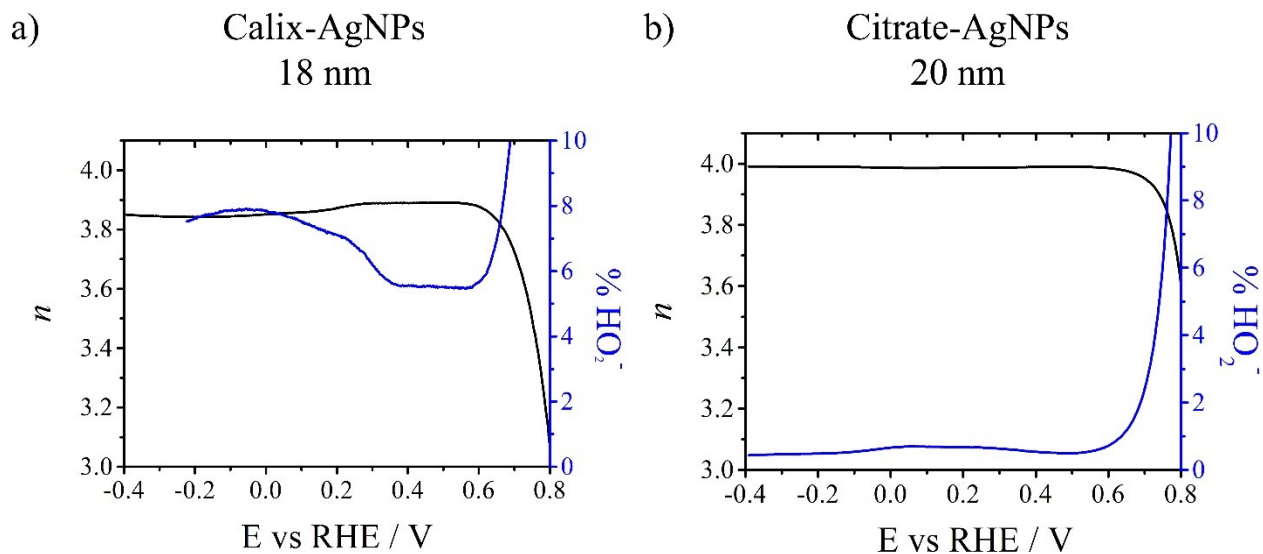 a)
Calix-AgNPs
18 nm
n
4.0
3.8
3.6
3.4
3.2
3.0
-0.4 -0.2 0.0 0.2 0.4 0.6 0.8
E vs RHE / V
10
8
6
4
2
0
% HO₂⁻
b)
Citrate-AgNPs
20 nm
n
4.0
3.8
3.6
3.4
3.2
3.0
-0.4 -0.2 0.0 0.2 0.4 0.6 0.8
E vs RHE / V
10
8
6
4
2
0
% HO₂⁻